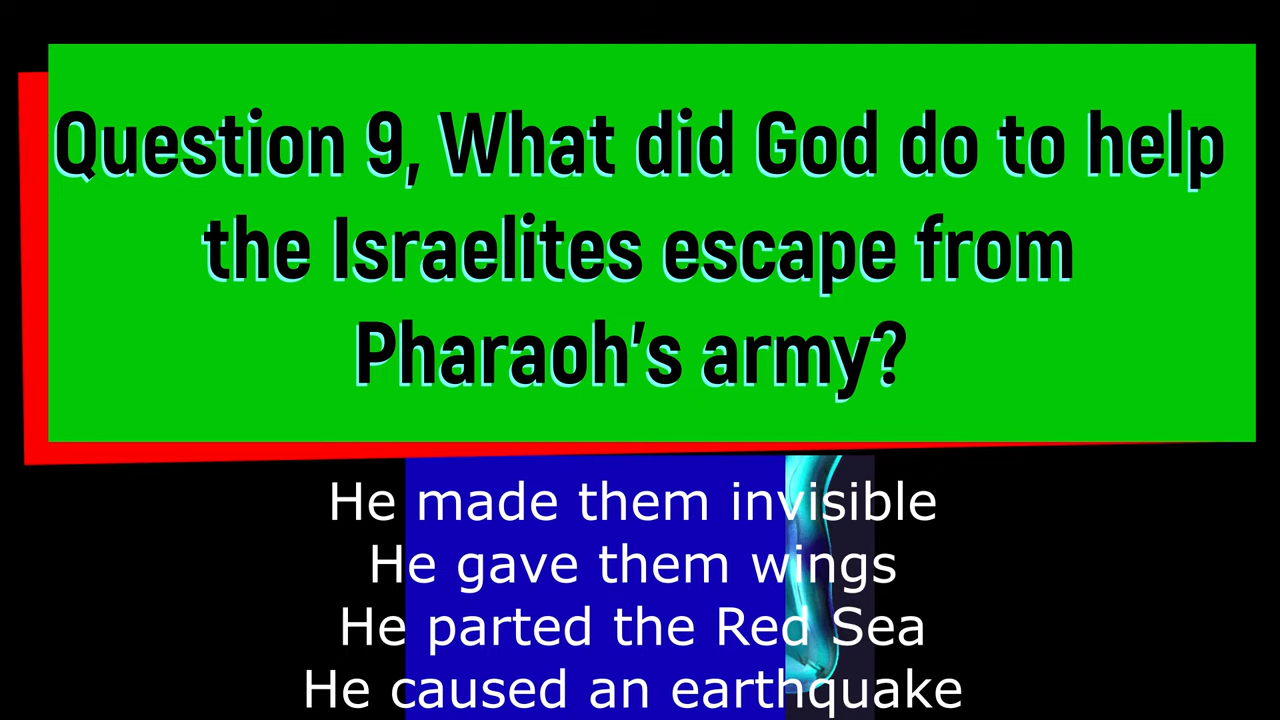 Question 9, What did God do to help
the Israelites escape from
Pharaoh's army?
He made them invisible
He gave them wings
He parted the Red Sea
He caused an earthquake